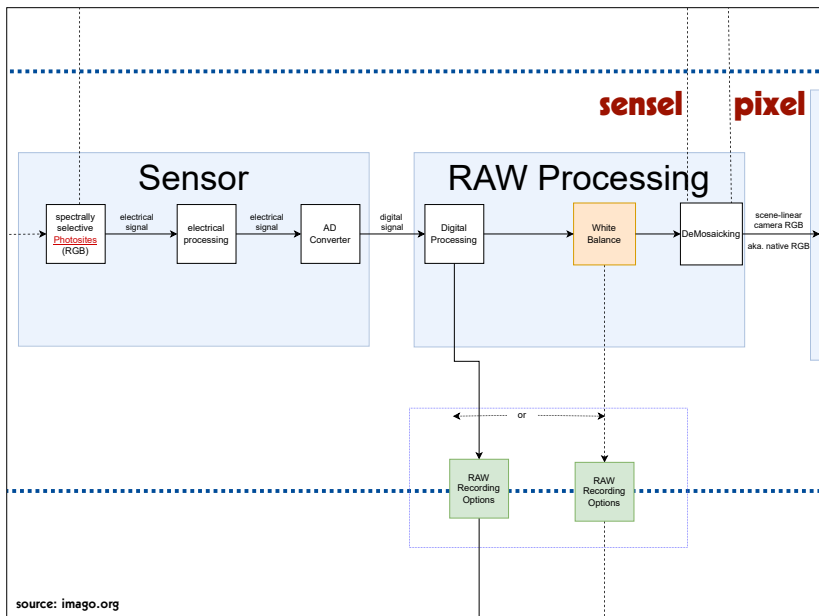 sensel pixel
Sensor
RAW Processing
spectrally
selective
Photosites
(RGB)
electrical
signal
electrical
processing
electrical
signal
AD
Converter
digital
signal
Digital
Processing
White
Balance
DeMosaicking
scene-linear
camera RGB
aka. native RGB
or
RAW
Recording
Options
RAW
Recording
Options
source: imago.org